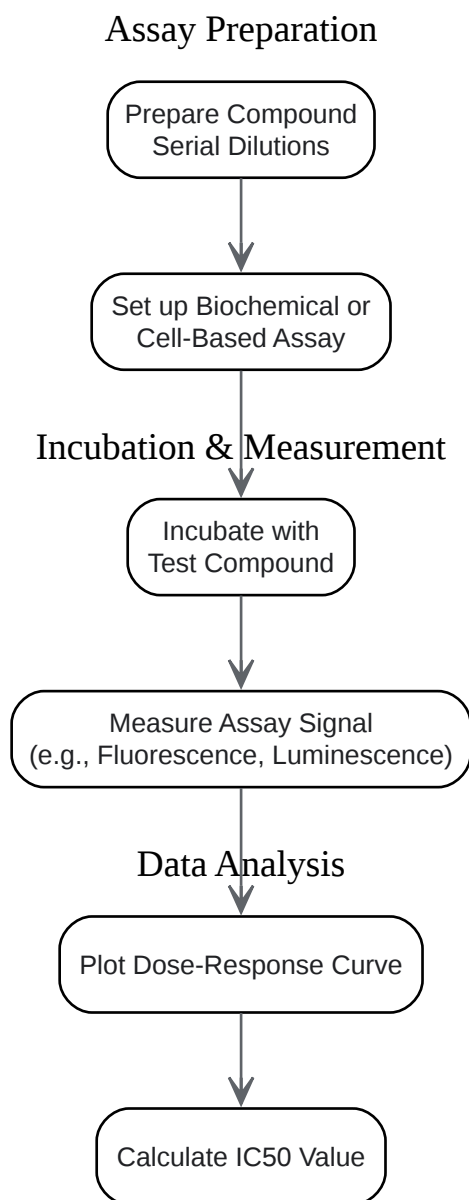 Assay Preparation
Prepare Compound
Serial Dilutions
Set up Biochemical or
Cell-Based Assay
Incubation & Measurement
Incubate with
Test Compound
Measure Assay Signal
(e.g., Fluorescence, Luminescence)
Data Analysis
Plot Dose-Response Curve
Calculate IC50 Value